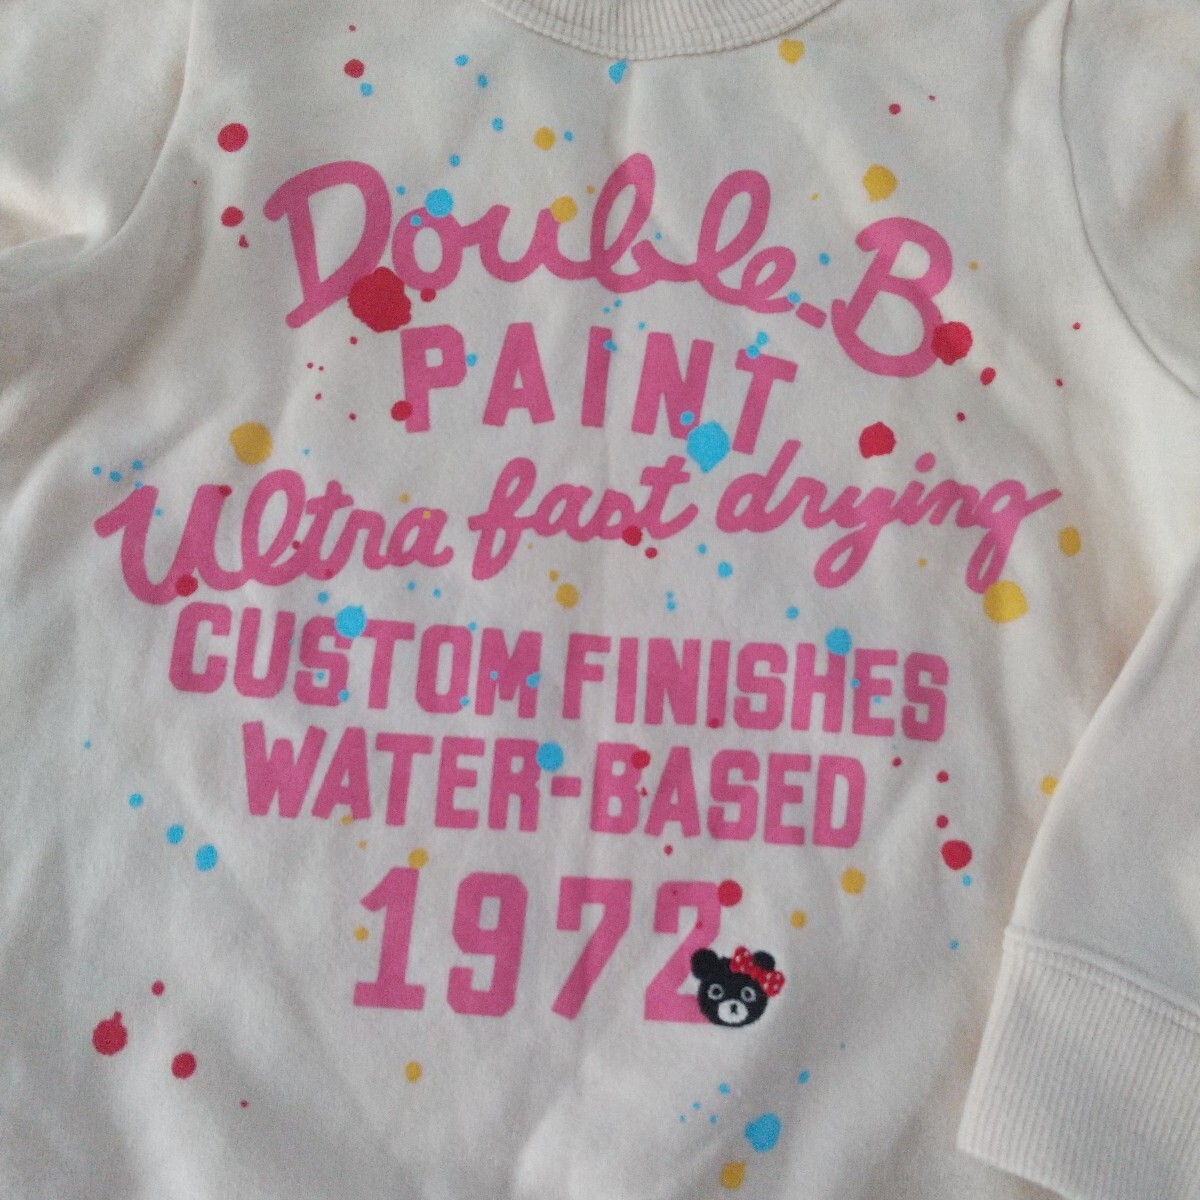 Double-B
PAINT
Ultra fast drying
CUSTOM FINISHES
WATER-BASED
1972